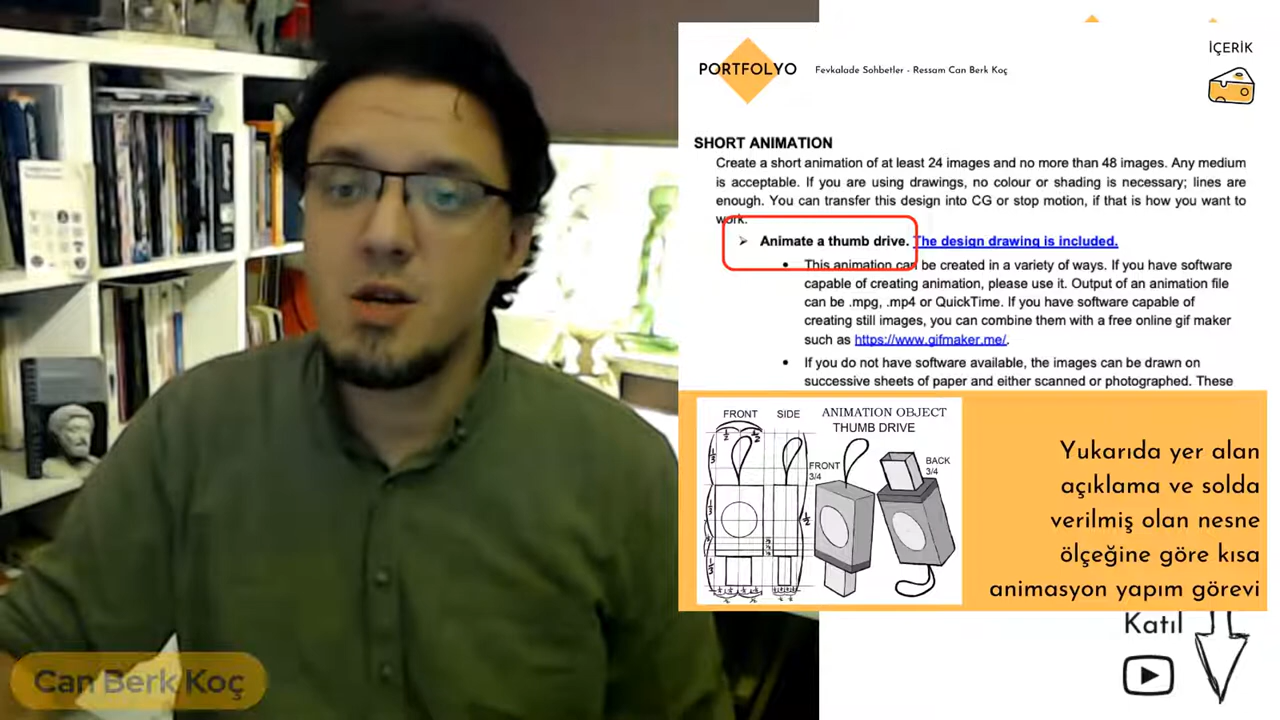 PORTFOLYO
Fevkalade Sohbetler - Ressam Can Berk Koç
İÇERİK
SHORT ANIMATION
Create a short animation of at least 24 images and no more than 48 images. Any medium
is acceptable. If you are using drawings, no colour or shading is necessary; lines are
enough. You can transfer this design into CG or stop motion, if that is how you want to
work.
➢ Animate a thumb drive. The design drawing is included.
• This animation can be created in a variety of ways. If you have software
capable of creating animation, please use it. Output of an animation file
can be .mpg, .mp4 or QuickTime. If you have software capable of
creating still images, you can combine them with a free online gif maker
such as https://www.gifmaker.me/.
• If you do not have software available, the images can be drawn on
successive sheets of paper and either scanned or photographed. These
FRONT SIDE ANIMATION OBJECT
THUMB DRIVE
FRONT
3/4
BACK
3/4
Yukarıda yer alan
açıklama ve solda
verilmiş olan nesne
ölçeğine göre kısa
animasyon yapım görevi
Katıl
Can Berk Koç